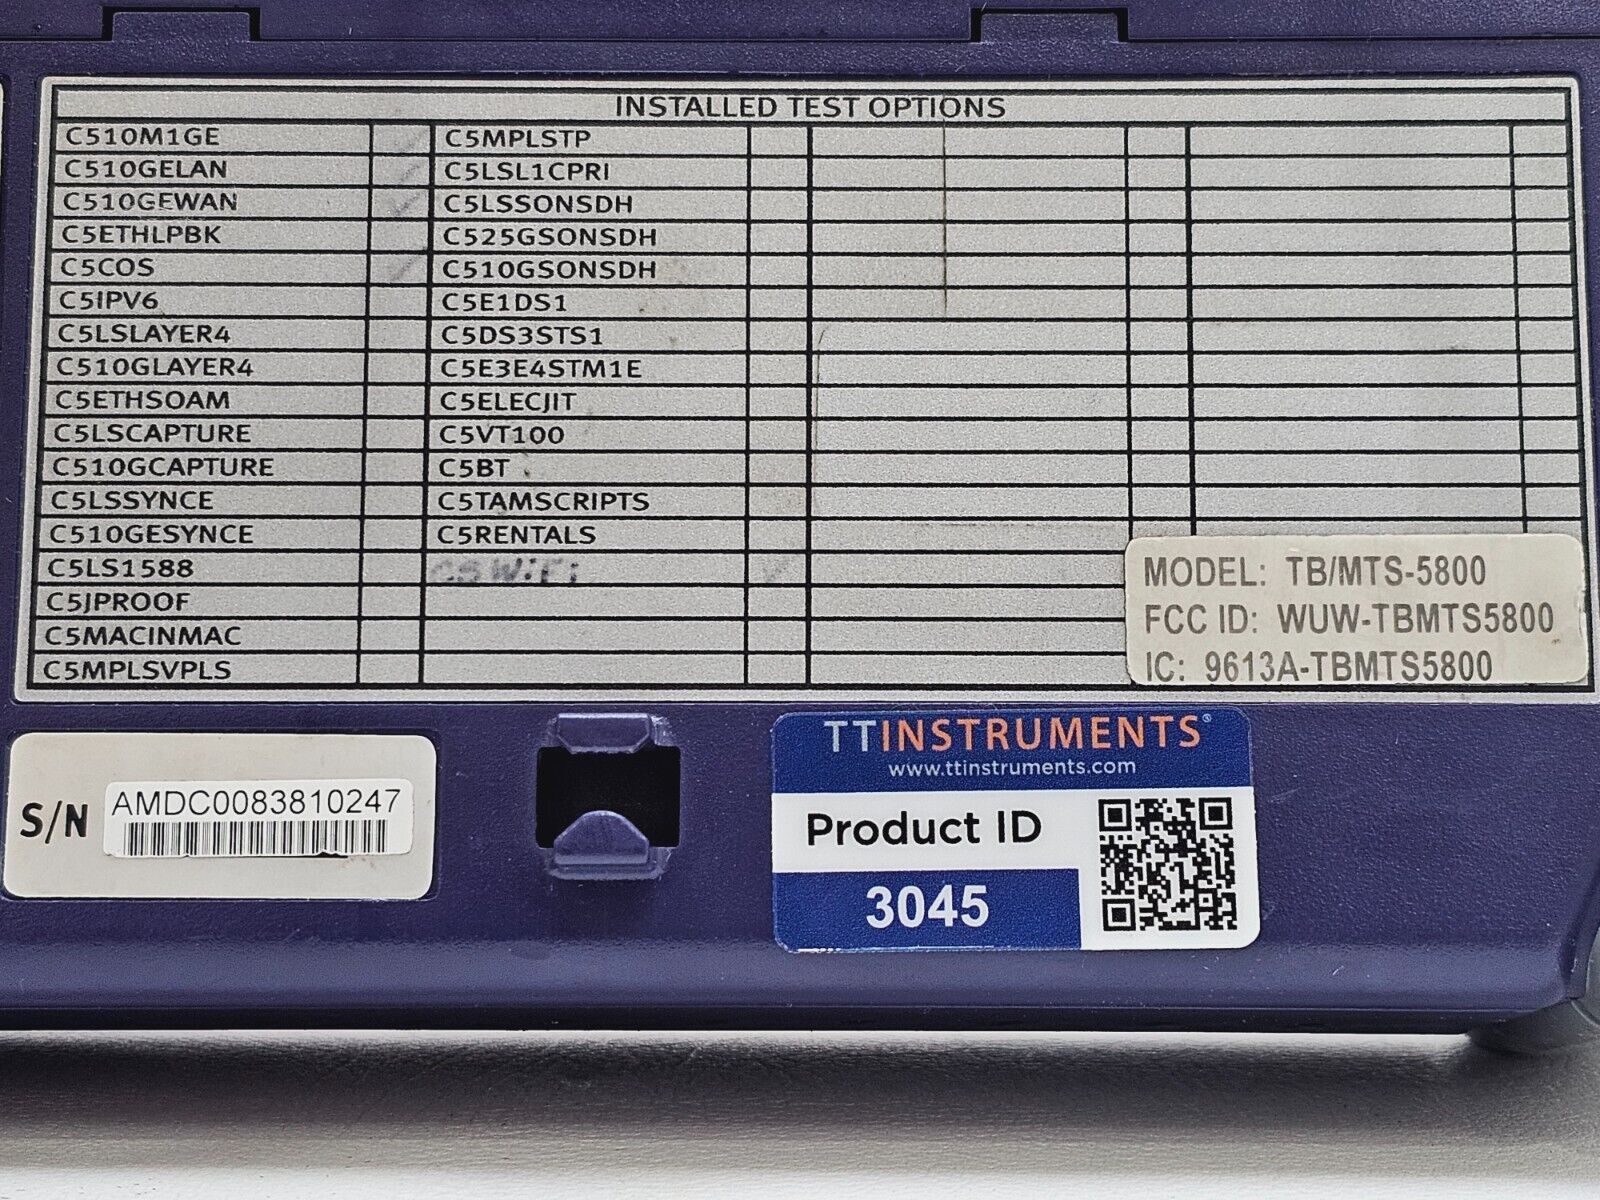 INSTALLED TEST OPTIONS
C510M1GE
C510GELAN
C510GEWAN
C5ETHLPBK
C5COS
C5IPV6
C5LSLAYER4
C510GLAYER4
C5ETHSOAM
C5LSCAPTURE
C510GCAPTURE
C5LSSYNCE
C510GESYNCE
C5LS1588
C5JPROOF
C5MACINMAC
C5MPLSVPLS
C5MPLSTP
C5LSL1CPRI
C5LSSONSDH
C525GSONSDH
C510GSONSDH
C5E1DS1
C5DS3STS1
C5E3E4STM1E
C5ELECJIT
C5VT100
C5BT
C5TAMSCRIPTS
C5RENTALS
C5WiFi
MODEL: TB/MTS-5800
FCC ID: WUW-TBMTS5800
IC: 9613A-TBMTS5800
S/N AMDC0083810247
TTINSTRUMENTS®
www.ttinstruments.com
Product ID
3045